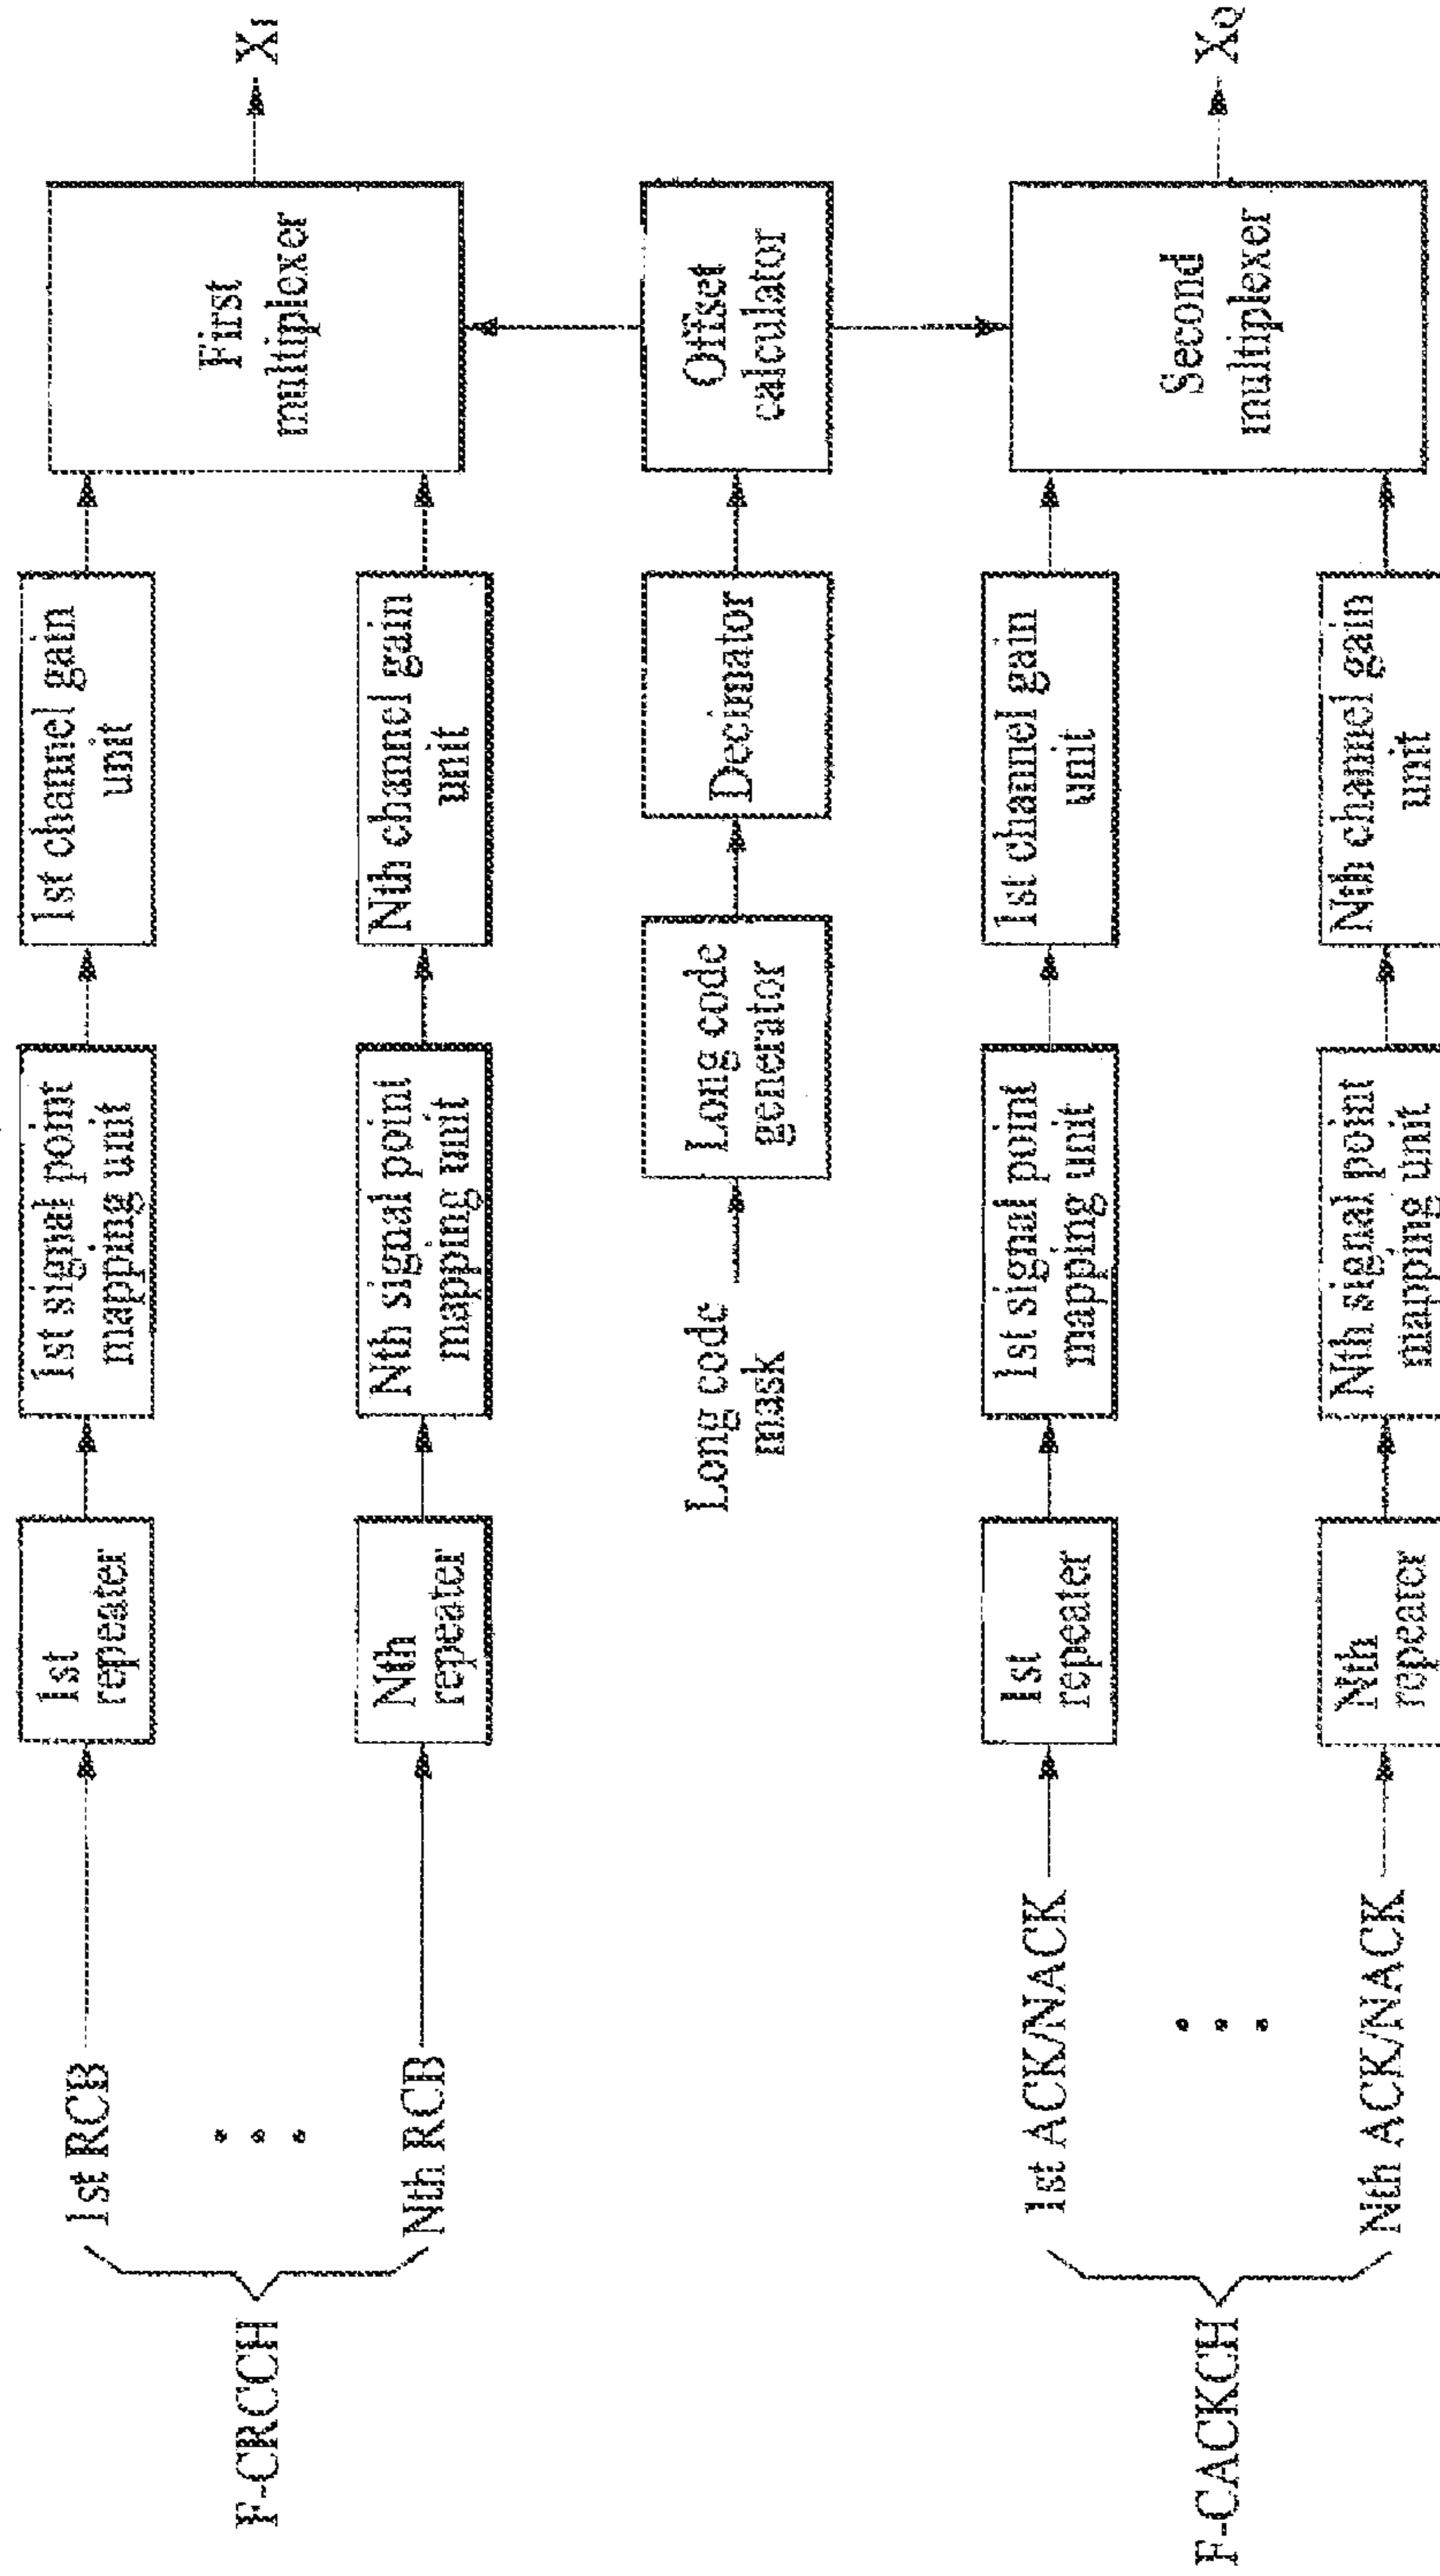 F-CRCCH
1st RCB
1st
repeater
1st signal point
mapping unit
1st channel gain
unit
Nth RCB
Nth
repeater
Nth signal point
mapping unit
Nth channel gain
unit
First
multiplexer
XI
Long code
mask
Long code
generator
Decimator
Offset
calculator
F-CACKCH
1st ACK/NACK
1st
repeater
1st signal point
mapping unit
1st channel gain
unit
Nth ACK/NACK
Nth
repeater
Nth signal point
mapping unit
Nth channel gain
unit
Second
multiplexer
XQ